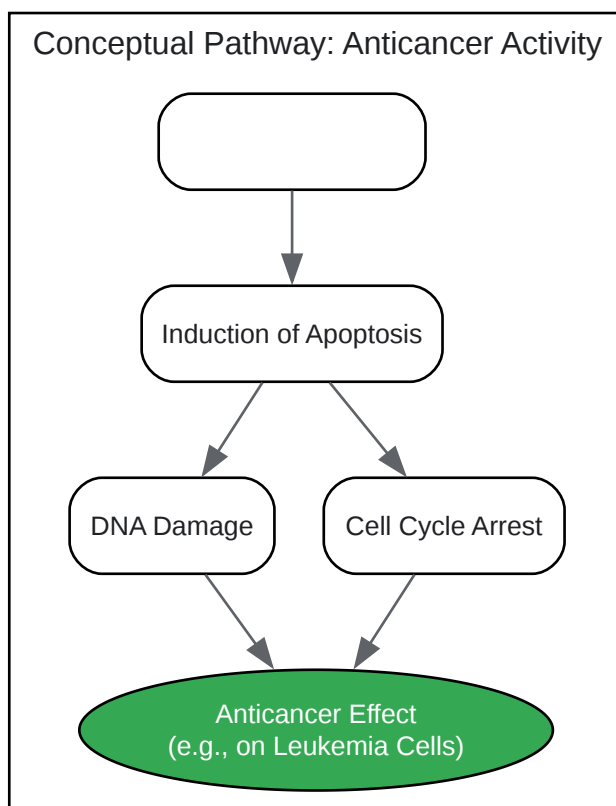 Conceptual Pathway: Anticancer Activity
Induction of Apoptosis
DNA Damage
Cell Cycle Arrest
Anticancer Effect
(e.g., on Leukemia Cells)